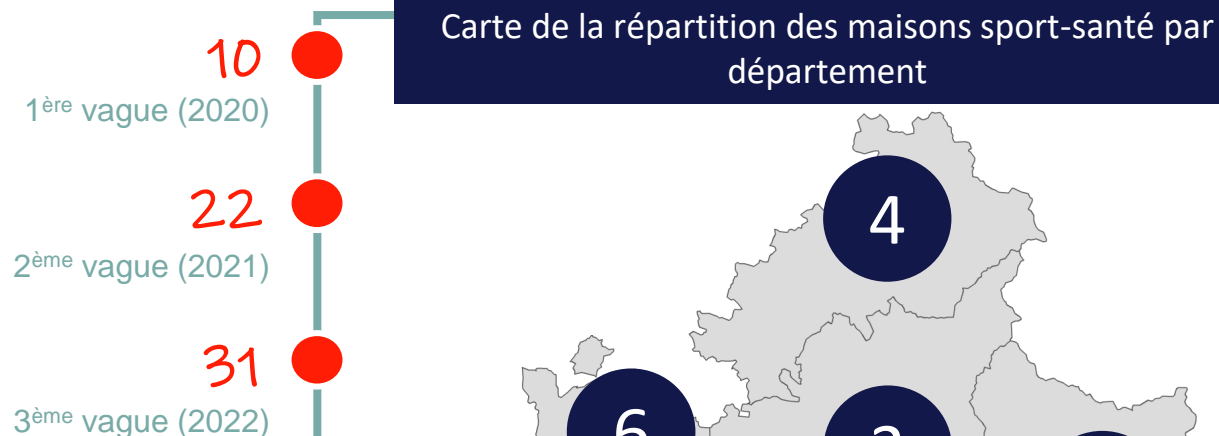 Carte de la répartition des maisons sport-santé par
département
10
1ère vague (2020)
22
2ème vague (2021)
31
3ème vague (2022)
4
6